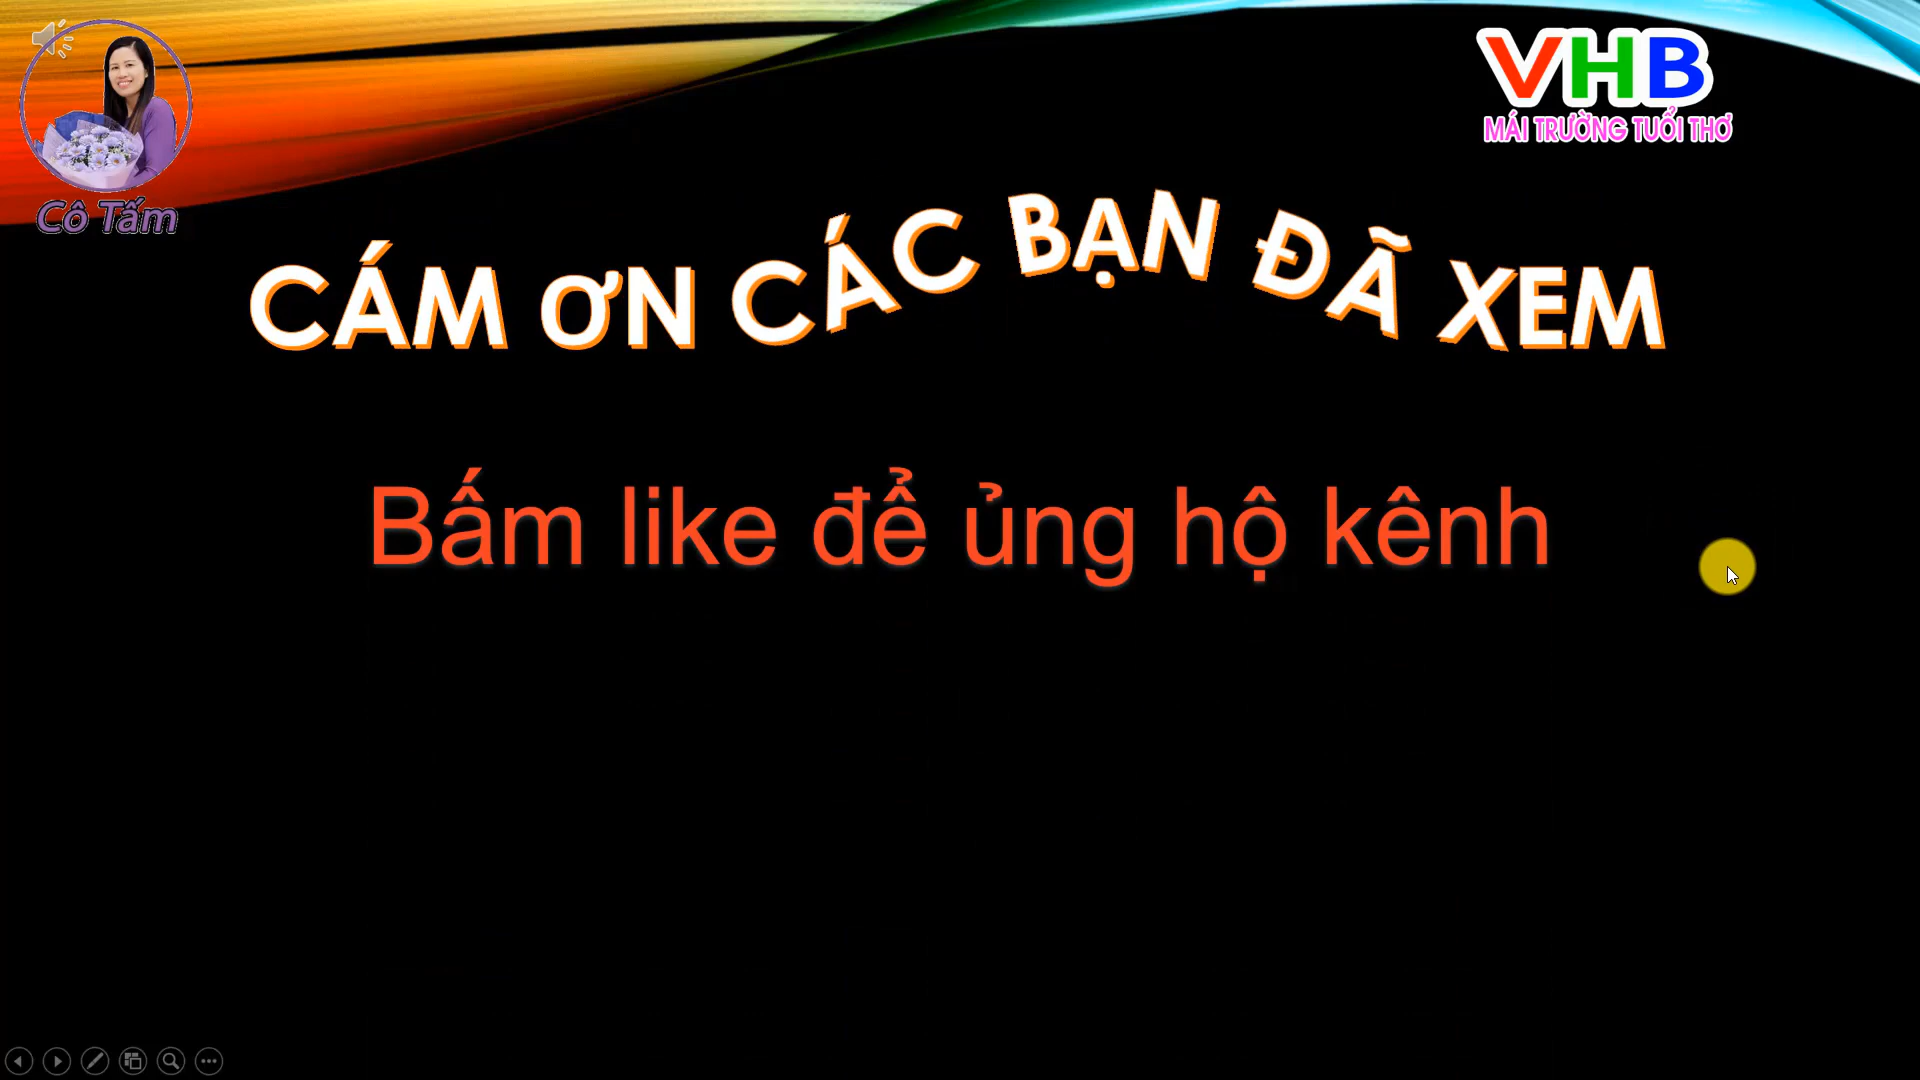 VHB
MÁI TRƯỜNG TUỔI THƠ
Cô Tấm
CÁM ƠN CÁC BẠN ĐÃ XEM
Bấm like để ủng hộ kênh